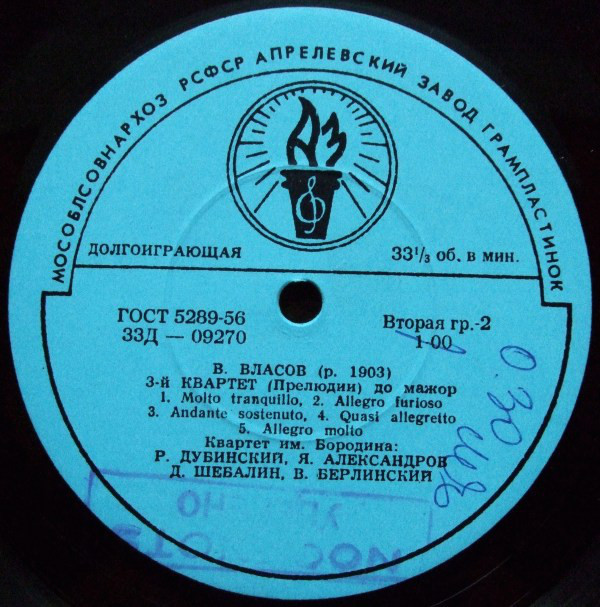 МОСОБЛСОВНАРХОЗ РСФСР АПРЕЛЕВСКИЙ ЗАВОД ГРАМПЛАСТИНОК
АЗ
ДОЛГОИГРАЮЩАЯ
33⅓ об. в мин.
ГОСТ 5289-56
33Д — 09270
Вторая гр.-2
1-00
В. ВЛАСОВ (р. 1903)
3-й КВАРТЕТ (Прелюдии) до мажор
1. Molto tranquillo, 2. Allegro furioso
3. Andante sostenuto, 4. Quasi allegretto
5. Allegro molto
Квартет им. Бородина:
Р. ДУБИНСКИЙ, Я. АЛЕКСАНДРОВ
Д. ШЕБАЛИН, В. БЕРЛИНСКИЙ